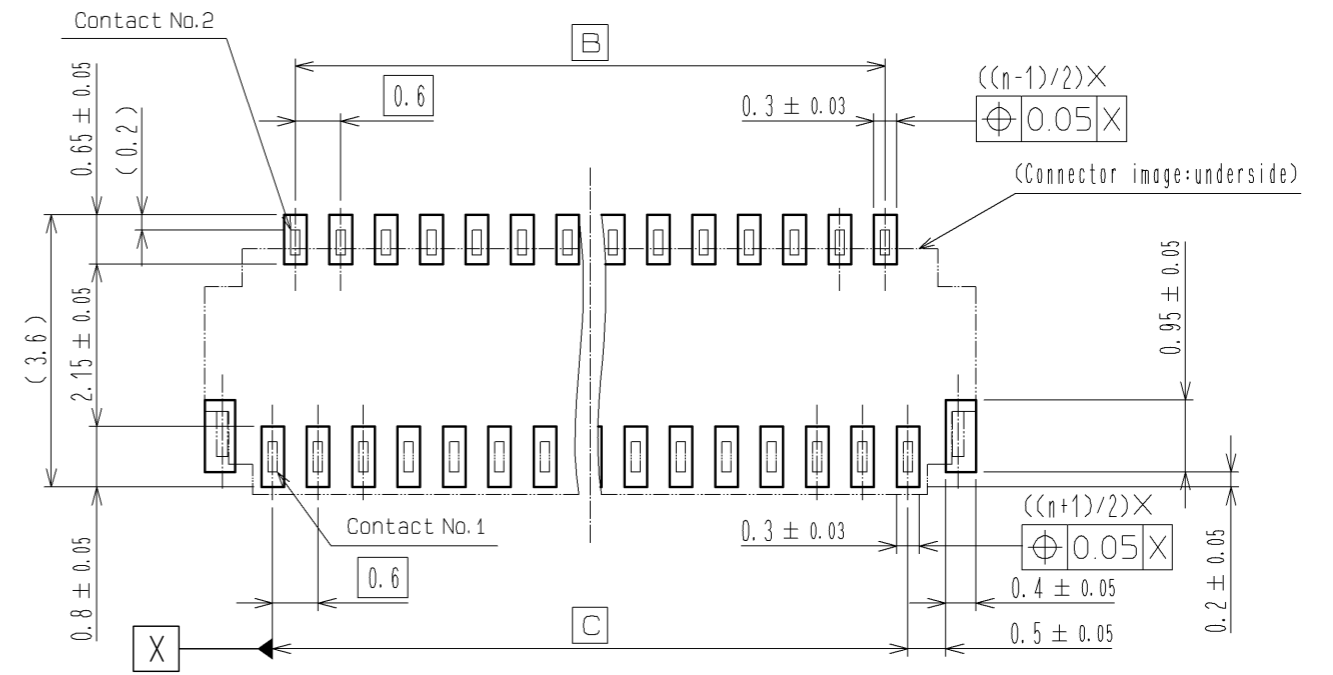 Contact No.2
B
0.6
0.3 ± 0.03
((n-1)/2)X
⌖ 0.05 X
(Connector image:underside)
0.65 ± 0.05
(0.2)
(3.6)
2.15 ± 0.05
0.8 ± 0.05
0.95 ± 0.05
0.2 ± 0.05
Contact No.1
0.6
0.3 ± 0.03
((n+1)/2)X
⌖ 0.05 X
0.4 ± 0.05
0.5 ± 0.05
C
X